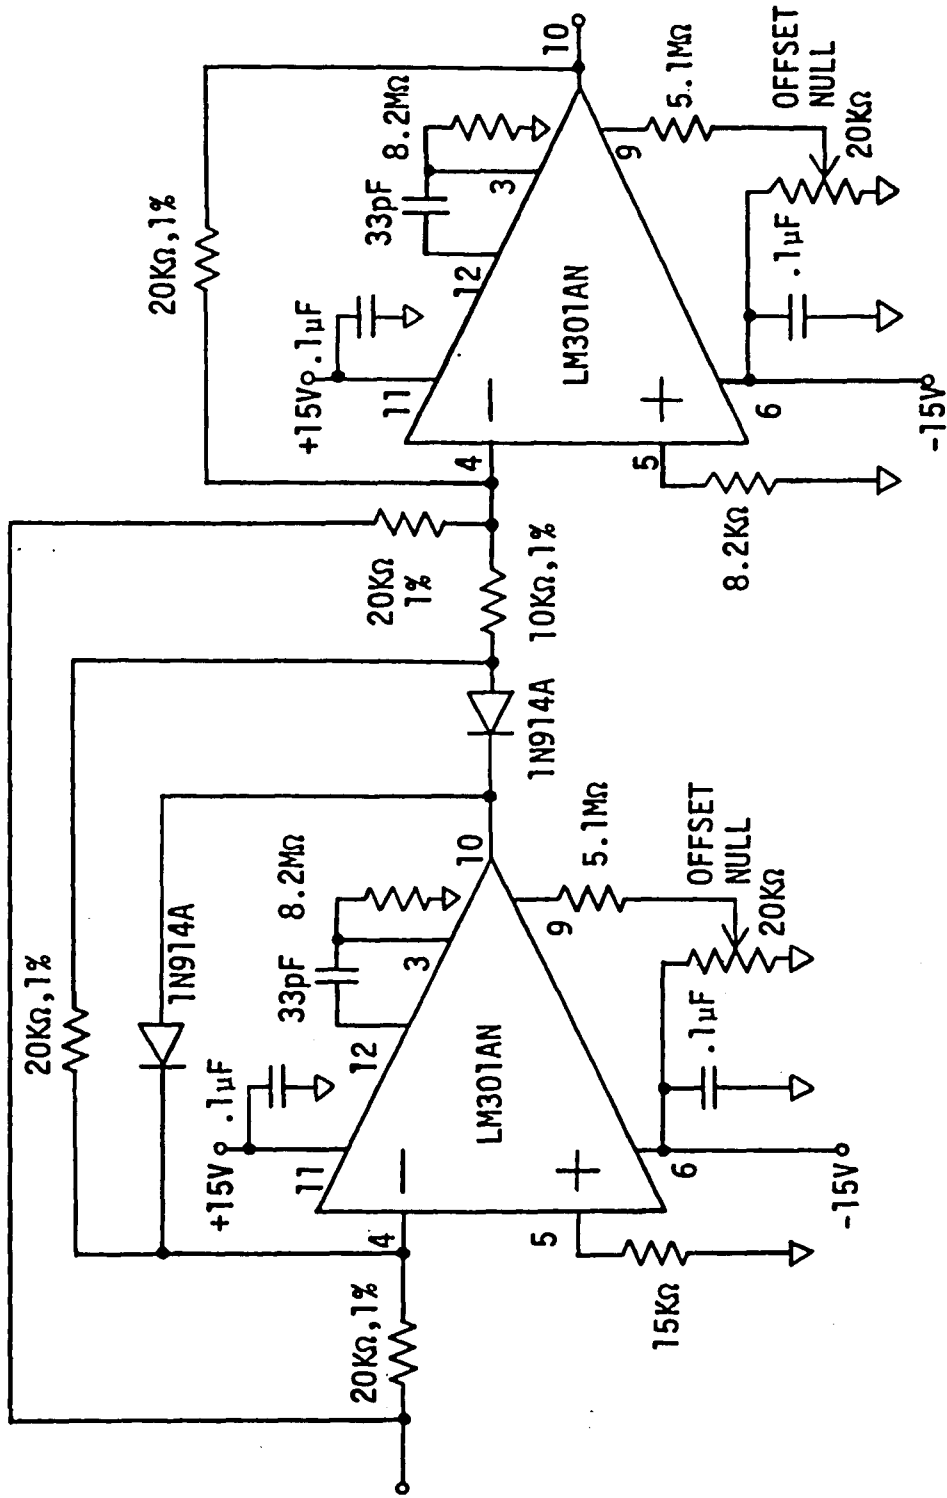 20KΩ,1%
1N914A
+15V
.1µF
11
12
33pF
3
8.2MΩ
LM301AN
10
20KΩ,1%
4
5
15KΩ
6
-15V
.1µF
9
5.1MΩ
OFFSET
NULL
20KΩ
1N914A
10KΩ,1%
20KΩ
1%
20KΩ,1%
+15V
.1µF
11
12
33pF
3
8.2MΩ
LM301AN
10
4
5
8.2KΩ
6
-15V
.1µF
9
5.1MΩ
OFFSET
NULL
20KΩ